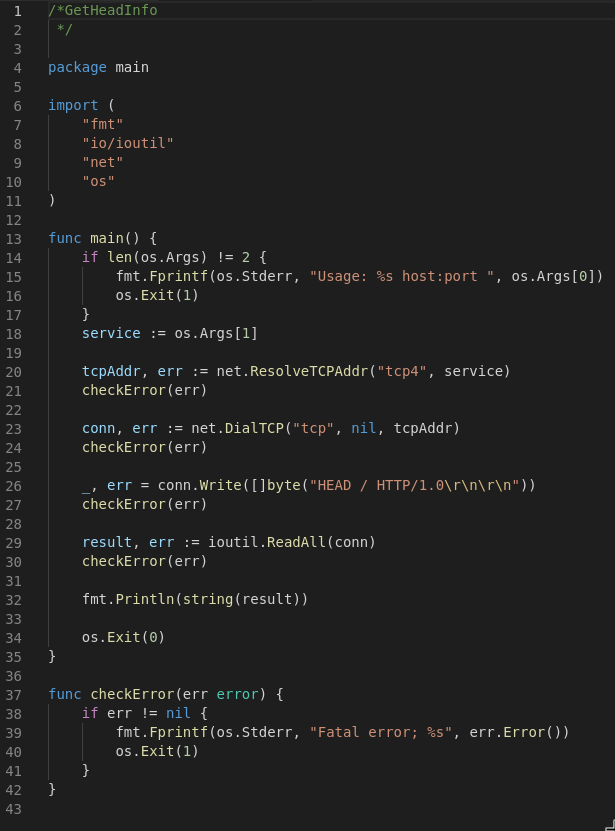 1 /*GetHeadInfo
2  */
3
4 package main
5
6 import (
7     "fmt"
8     "io/ioutil"
9     "net"
10     "os"
11 )
12
13 func main() {
14     if len(os.Args) != 2 {
15         fmt.Fprintf(os.Stderr, "Usage: %s host:port ", os.Args[0])
16         os.Exit(1)
17     }
18     service := os.Args[1]
19
20     tcpAddr, err := net.ResolveTCPAddr("tcp4", service)
21     checkError(err)
22
23     conn, err := net.DialTCP("tcp", nil, tcpAddr)
24     checkError(err)
25
26     _, err = conn.Write([]byte("HEAD / HTTP/1.0\r\n\r\n"))
27     checkError(err)
28
29     result, err := ioutil.ReadAll(conn)
30     checkError(err)
31
32     fmt.Println(string(result))
33
34     os.Exit(0)
35 }
36
37 func checkError(err error) {
38     if err != nil {
39         fmt.Fprintf(os.Stderr, "Fatal error; %s", err.Error())
40         os.Exit(1)
41     }
42 }
43